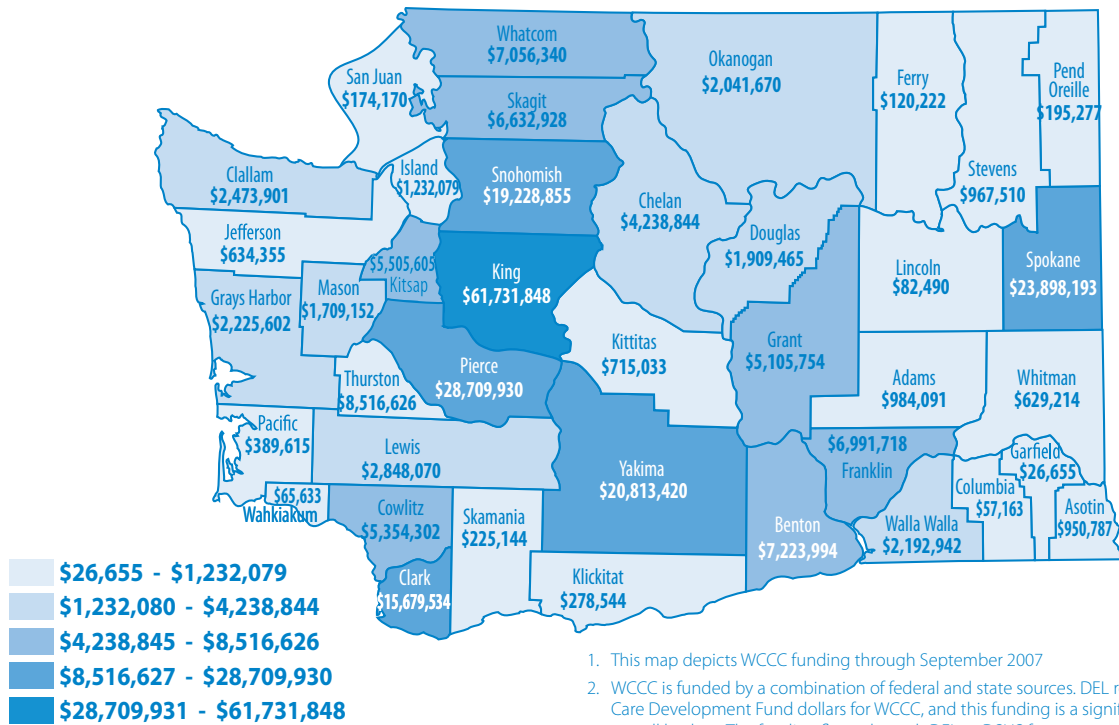 Whatcom
$7,056,340
Okanogan
$2,041,670
San Juan
$174,170
Ferry
$120,222
Pend
Oreille
$195,277
Skagit
$6,632,928
Stevens
$967,510
Clallam
$2,473,901
Island
$1,232,079
Snohomish
$19,228,855
Chelan
$4,238,844
Douglas
$1,909,465
Jefferson
$634,355
$5,505,605
Kitsap
King
$61,731,848
Lincoln
$82,490
Spokane
$23,898,193
Grays Harbor
$2,225,602
Mason
$1,709,152
Kittitas
$715,033
Grant
$5,105,754
Pierce
$28,709,930
Thurston
$8,516,626
Adams
$984,091
Whitman
$629,214
Pacific
$389,615
Lewis
$2,848,070
Yakima
$20,813,420
$6,991,718
Franklin
Garfield
$26,655
$65,633
Wahkiakum
Cowlitz
$5,354,302
Skamania
$225,144
Benton
$7,223,994
Walla Walla
$2,192,942
Columbia
$57,163
Asotin
$950,787
Clark
$15,679,534
Klickitat
$278,544
$26,655 - $1,232,079
$1,232,080 - $4,238,844
$4,238,845 - $8,516,626
$8,516,627 - $28,709,930
$28,709,931 - $61,731,848
1. This map depicts WCCC funding through September 2007
2. WCCC is funded by a combination of federal and state sources. DEL
Care Development Fund dollars for WCCC, and this funding is a